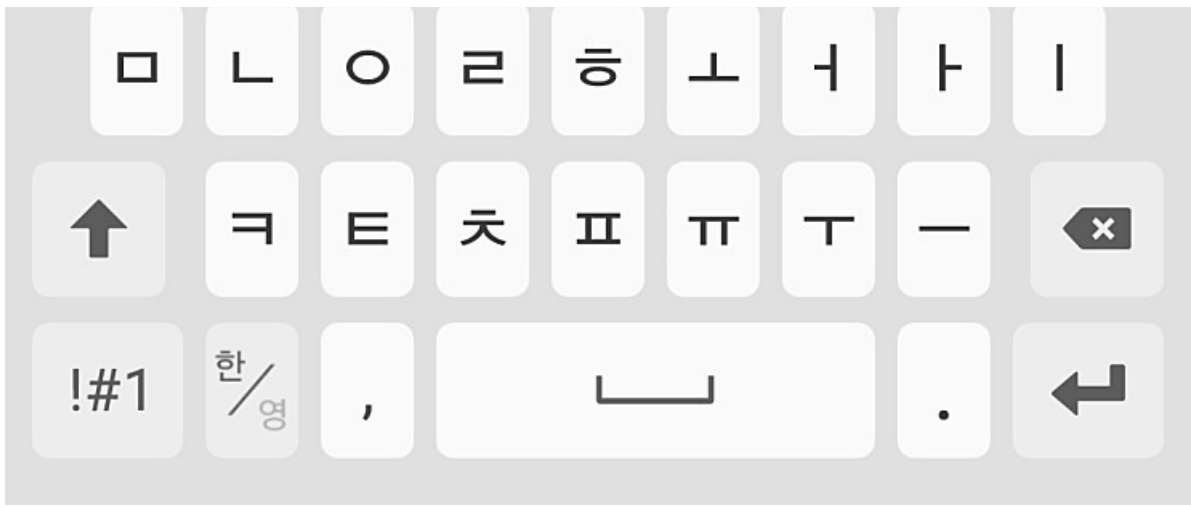 ㅁ ㄴ ㅇ ㄹ ㅎ ㅗ ㅓ ㅏ ㅣ
ㅋ ㅌ ㅊ ㅍ ㅠ ㅜ ㅡ
!#1 한/영 , .